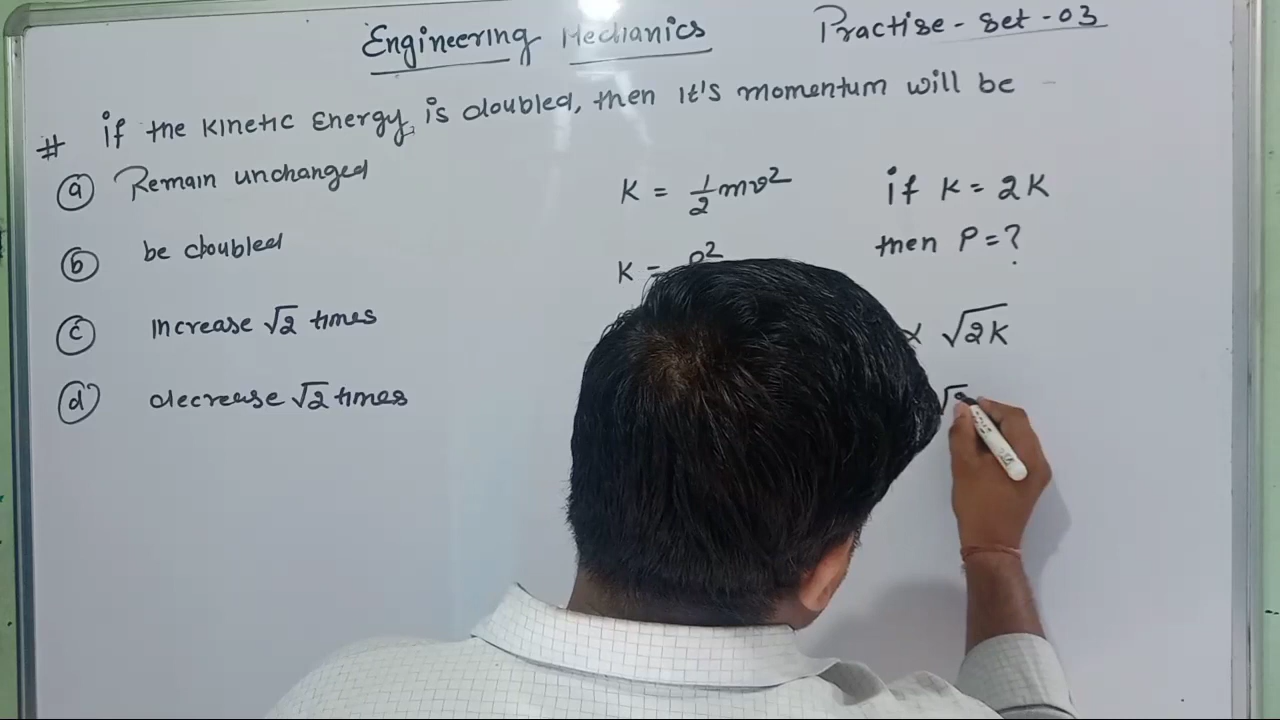 Engineering Mechanics
Practise - Set - 03
# if the Kinetic Energy, is doubled, then it's momentum will be -
(a) Remain unchanged
(b) be doubled
(c) Increase √2 times
(d) decrease √2 times
K = 1/2 mv²
K =
if K = 2K
then P = ?
√2K